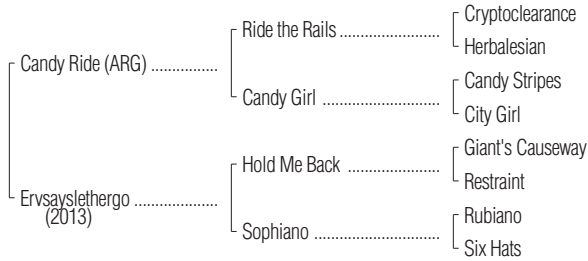 Cryptoclearance
Ride the Rails ....................
Herbalesian
Candy Ride (ARG) .................
Candy Stripes
Candy Girl ........................
City Girl
Giant's Causeway
Hold Me Back ....................
Restraint
Ervsayslethergo .....................
(2013)
Rubiano
Sophiano ..........................
Six Hats